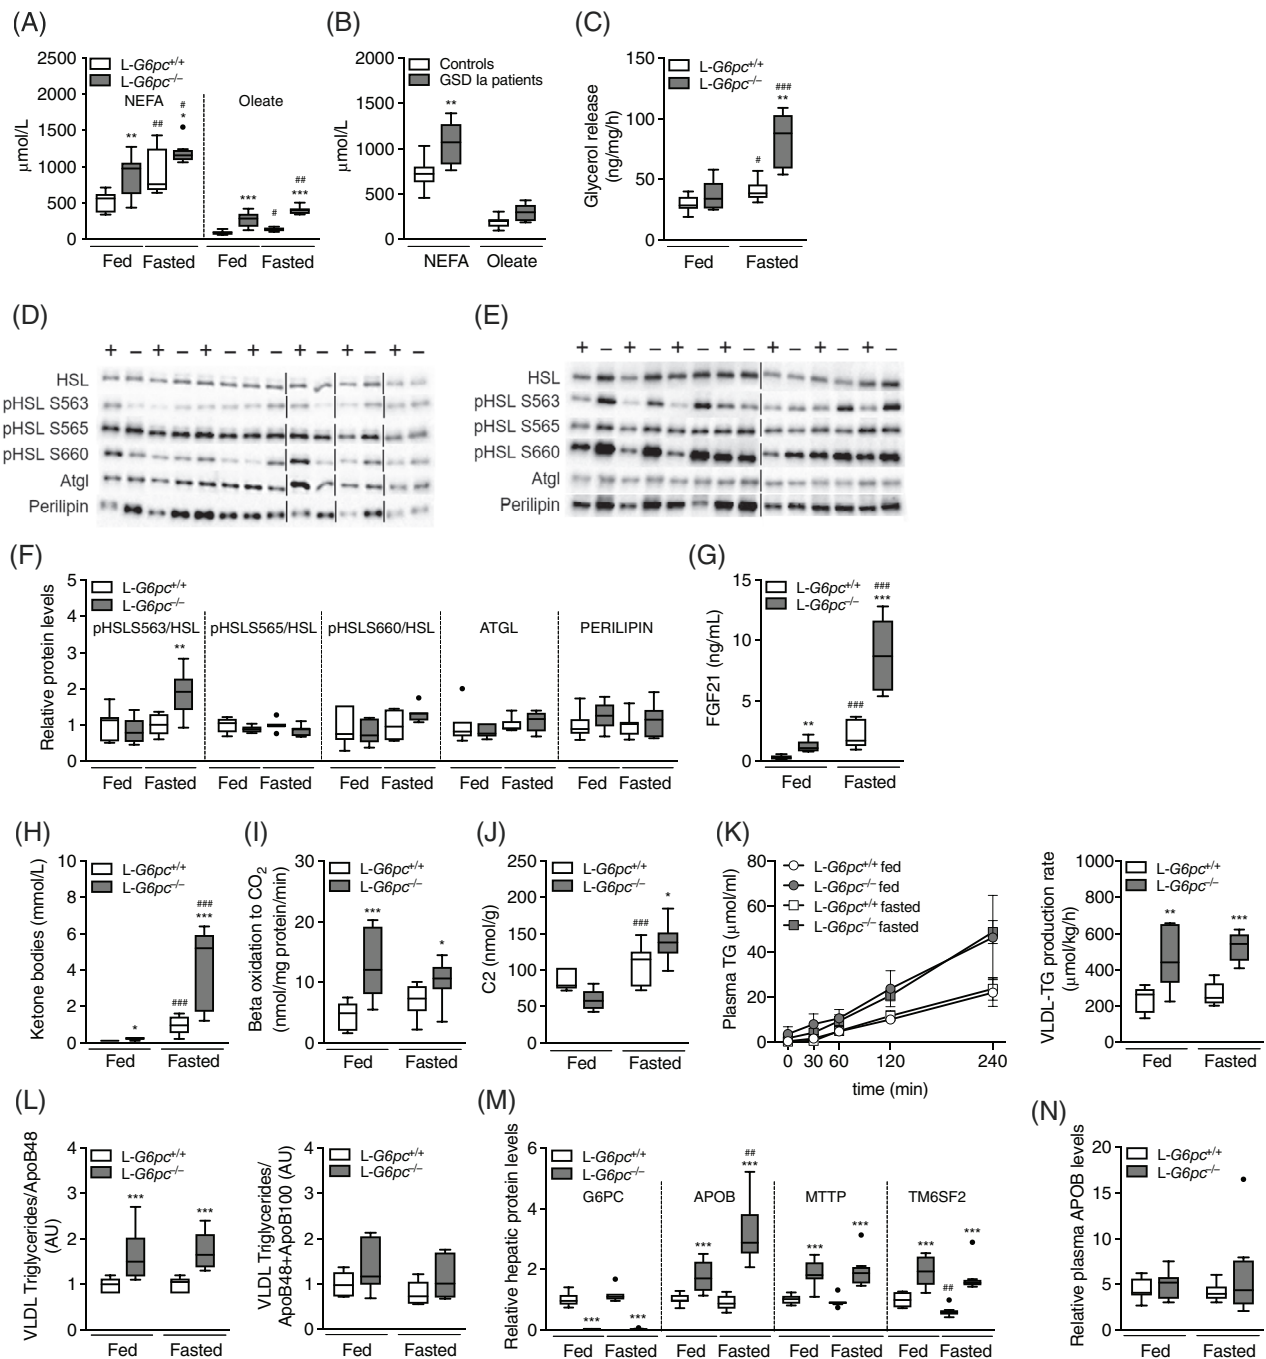 (A)
μmol/L
2500
2000
1500
1000
500
0
L-G6pc+/+
L-G6pc–/–
NEFA
Oleate
**
##
#
*
***
#
##
***
Fed Fasted
Fed Fasted
(B)
μmol/L
2000
1500
1000
500
0
Controls
GSD Ia patients
**
NEFA Oleate
(C)
Glycerol release
(ng/mg/h)
150
100
50
0
L-G6pc+/+
L-G6pc–/–
#
###
**
Fed Fasted
(D)
+ – + – + – + – + – + – + –
HSL
pHSL S563
pHSL S565
pHSL S660
Atgl
Perilipin
(E)
+ – + – + – + – + – + – + –
HSL
pHSL S563
pHSL S565
pHSL S660
Atgl
Perilipin
(F)
Relative protein levels
5
4
3
2
1
0
L-G6pc+/+
L-G6pc–/–
pHSLS563/HSL
pHSLS565/HSL
pHSLS660/HSL
ATGL
PERILIPIN
**
Fed Fasted
Fed Fasted
Fed Fasted
Fed Fasted
Fed Fasted
(G)
FGF21 (ng/mL)
15
10
5
0
L-G6pc+/+
L-G6pc–/–
**
###
###
***
Fed Fasted
(H)
Ketone bodies (mmol/L)
10
8
6
4
2
0
L-G6pc+/+
L-G6pc–/–
*
###
###
***
Fed Fasted
(I)
Beta oxidation to CO2
(nmol/mg protein/min)
30
20
10
0
L-G6pc+/+
L-G6pc–/–
***
*
Fed Fasted
(J)
C2 (nmol/g)
250
200
150
100
50
0
L-G6pc+/+
L-G6pc–/–
###
*
Fed Fasted
(K)
Plasma TG (μmol/ml)
80
60
40
20
0
L-G6pc+/+ fed
L-G6pc–/– fed
L-G6pc+/+ fasted
L-G6pc–/– fasted
0 30 60 120 240
time (min)
VLDL-TG production rate
(μmol/kg/h)
1000
800
600
400
200
0
L-G6pc+/+
L-G6pc–/–
**
***
Fed Fasted
(L)
VLDL Triglycerides/ApoB48
(AU)
4
3
2
1
0
L-G6pc+/+
L-G6pc–/–
***
***
Fed Fasted
VLDL Triglycerides/
ApoB48+ApoB100 (AU)
4
3
2
1
0
L-G6pc+/+
L-G6pc–/–
Fed Fasted
(M)
Relative hepatic protein levels
6
4
2
0
L-G6pc+/+
L-G6pc–/–
G6PC
APOB
MTTP
TM6SF2
***
***
***
##
***
***
***
***
##
***
Fed Fasted
Fed Fasted
Fed Fasted
Fed Fasted
(N)
Relative plasma APOB levels
20
15
10
5
0
L-G6pc+/+
L-G6pc–/–
Fed Fasted